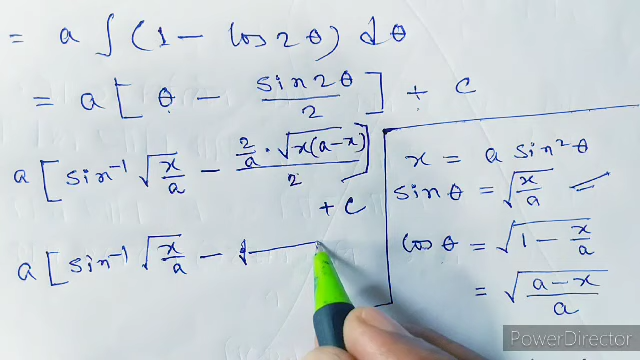 = a ∫ (1 - cos 2θ) dθ
= a [ θ - sin 2θ / 2 ] + c
a [ sin⁻¹ √(x/a) - (2/a · √(x(a-x))) / 2 ]
+ c
a [ sin⁻¹ √(x/a) - √
x = a sin²θ
sin θ = √(x/a)
cos θ = √(1 - x/a)
= √((a-x)/a)
PowerDirector